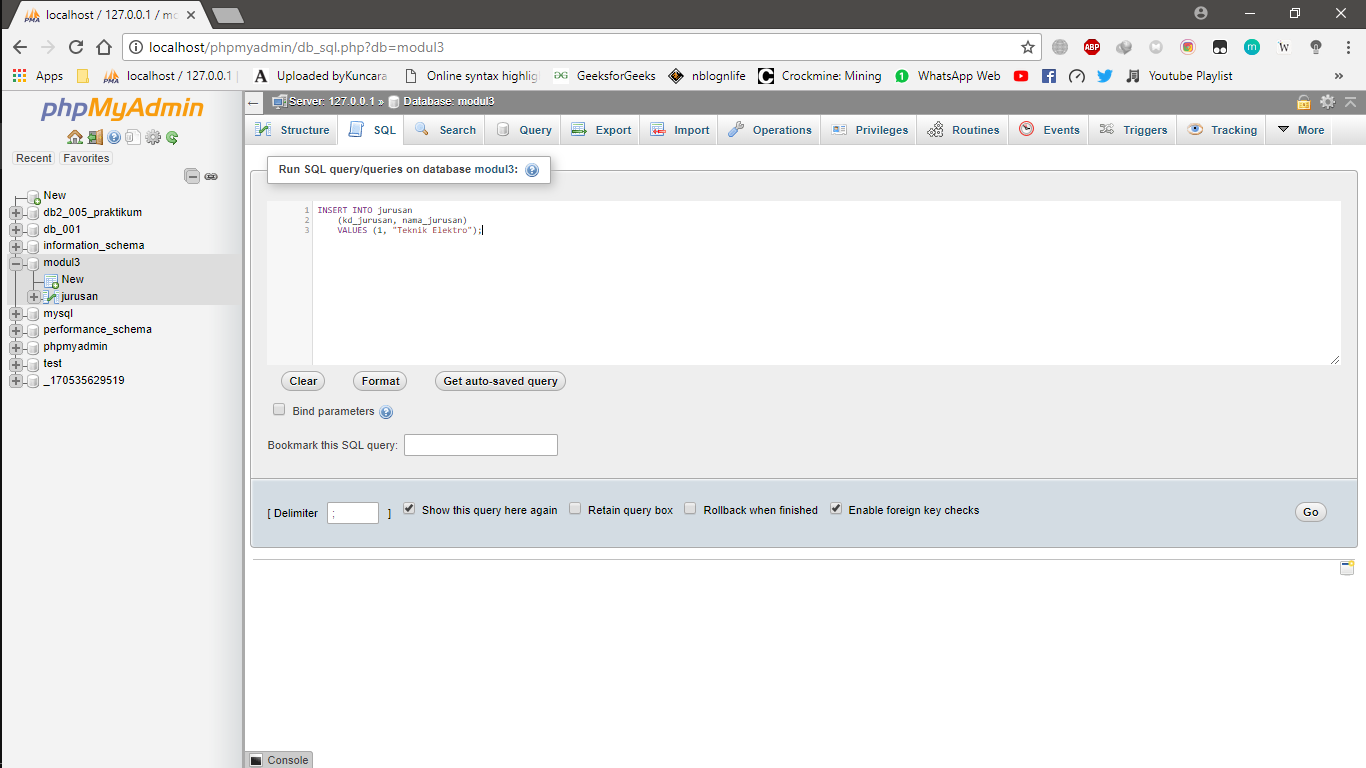 localhost / 127.0.0.1 / mo
localhost/phpmyadmin/db_sql.php?db=modul3
Apps localhost / 127.0.0.1 Uploaded byKuncara Online syntax highlig GeeksforGeeks nblognlife Crockmine: Mining WhatsApp Web Youtube Playlist »
phpMyAdmin
Recent Favorites
New
db2_005_praktikum
db_001
information_schema
modul3
New
jurusan
mysql
performance_schema
phpmyadmin
test
_170535629519
Server: 127.0.0.1 » Database: modul3
Structure SQL Search Query Export Import Operations Privileges Routines Events Triggers Tracking More
Run SQL query/queries on database modul3:
1 INSERT INTO jurusan
2 (kd_jurusan, nama_jurusan)
3 VALUES (1, "Teknik Elektro");
Clear Format Get auto-saved query
Bind parameters
Bookmark this SQL query:
[ Delimiter ; ] Show this query here again Retain query box Rollback when finished Enable foreign key checks Go
Console